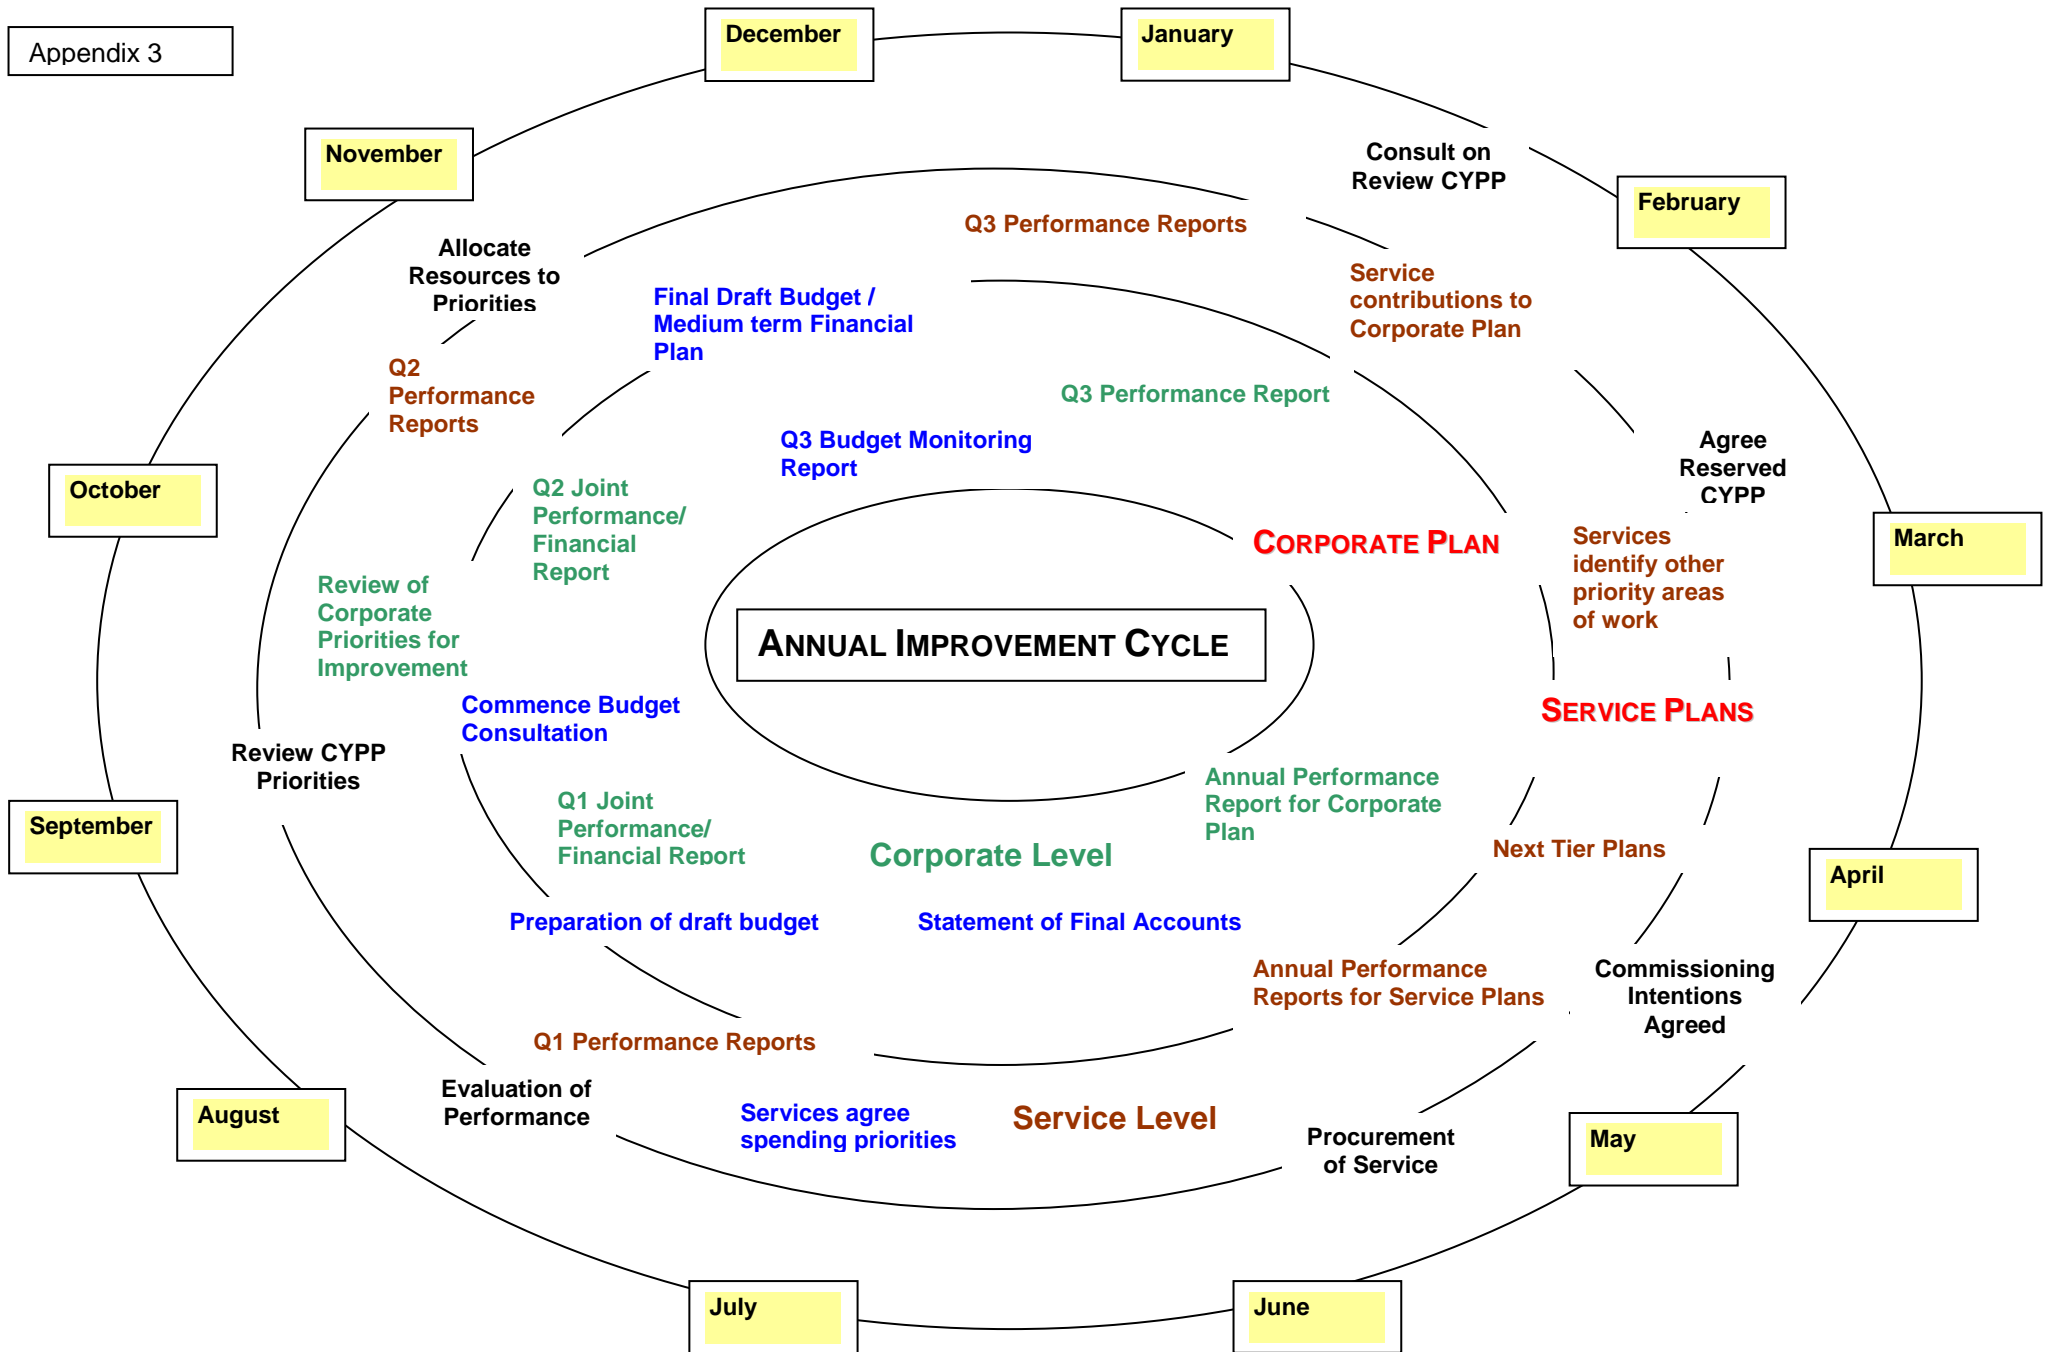 Appendix 3
December
January
November
Consult on
Review CYPP
February
Q3 Performance Reports
Allocate
Resources to
Priorities
Service
contributions to
Corporate Plan
Final Draft Budget /
Medium term Financial
Plan
Q2
Performance
Reports
Q3 Performance Report
Q3 Budget Monitoring
Report
Agree
Reserved
CYPP
October
Q2 Joint
Performance/
Financial
Report
CORPORATE PLAN
Services
identify other
priority areas
of work
March
Review of
Corporate
Priorities for
Improvement
ANNUAL IMPROVEMENT CYCLE
Commence Budget
Consultation
SERVICE PLANS
Review CYPP
Priorities
Annual Performance
Report for Corporate
Plan
September
Q1 Joint
Performance/
Financial Report
Corporate Level
Next Tier Plans
April
Preparation of draft budget
Statement of Final Accounts
Annual Performance
Reports for Service Plans
Commissioning
Intentions
Agreed
Q1 Performance Reports
Evaluation of
Performance
August
Services agree
spending priorities
Service Level
Procurement
of Service
May
July
June